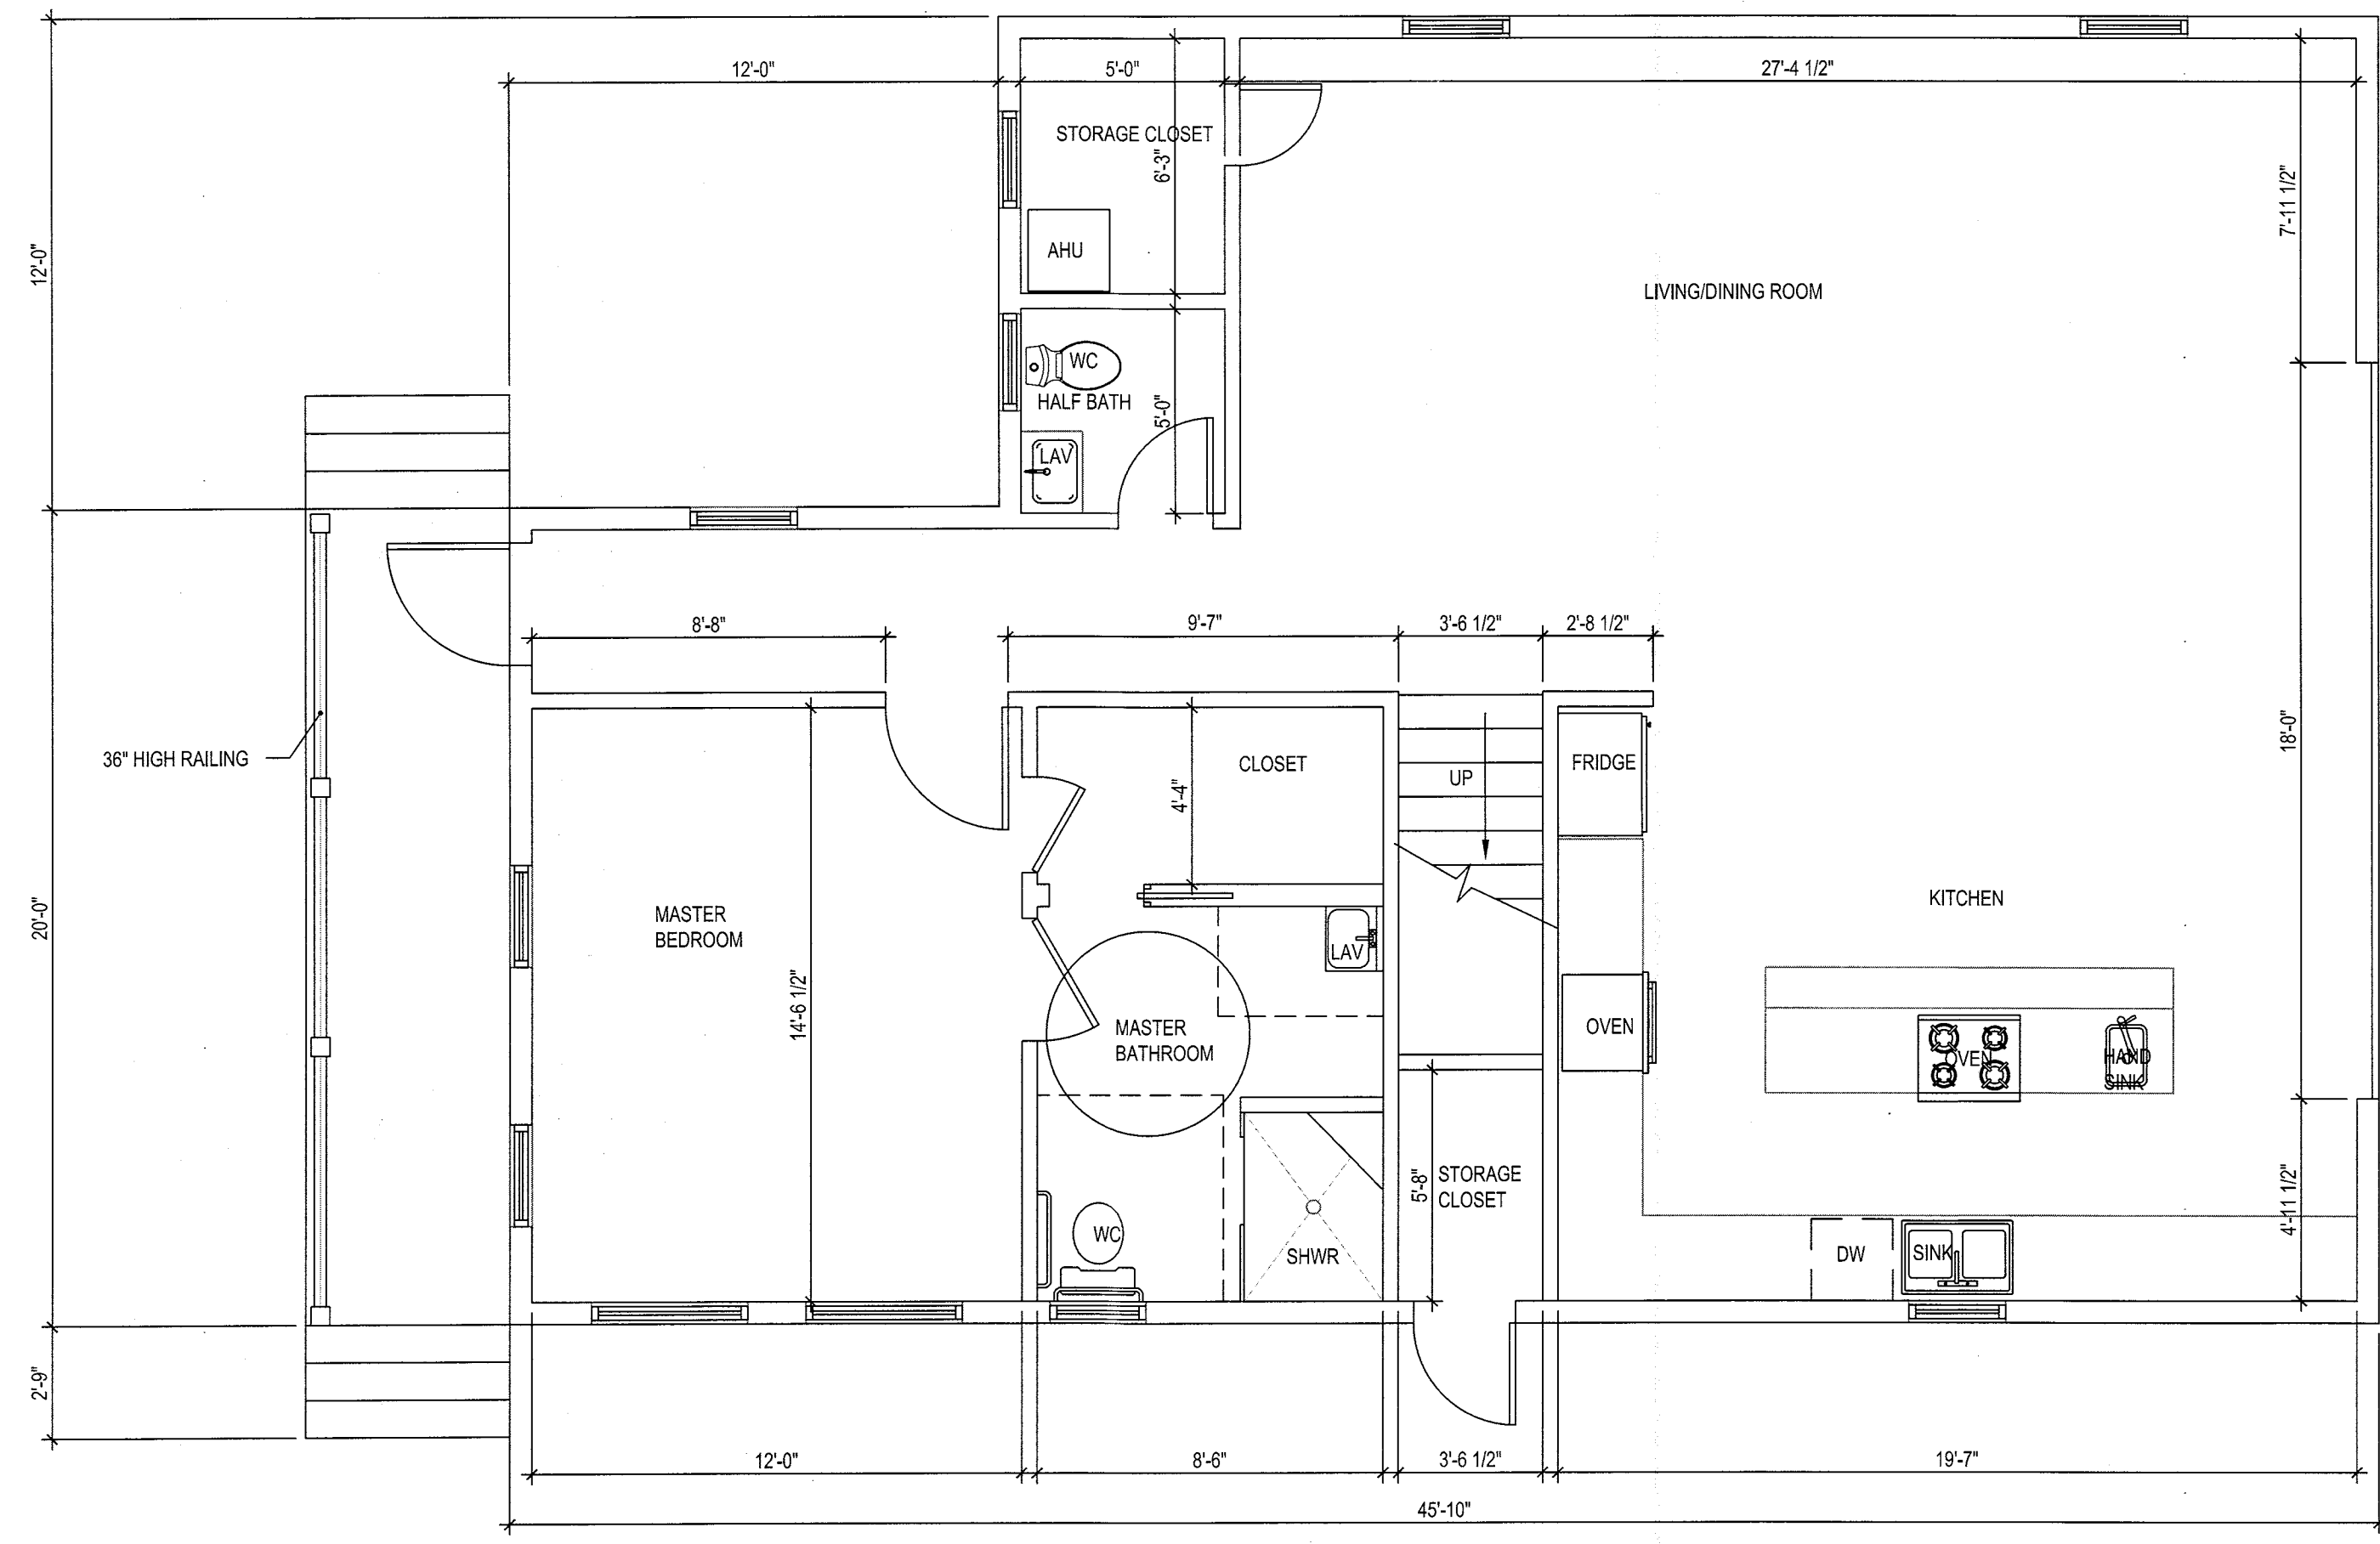 12'-0"
5'-0"
27'-4 1/2"
STORAGE CLOSET
6'-3"
7'-11 1/2"
12'-0"
AHU
LIVING/DINING ROOM
WC
HALF BATH
5'-0"
LAV
8'-8"
9'-7"
3'-6 1/2"
2'-8 1/2"
36" HIGH RAILING
CLOSET
4'-4"
UP
FRIDGE
18'-0"
20'-0"
MASTER
BEDROOM
14'-6 1/2"
LAV
KITCHEN
MASTER
BATHROOM
OVEN
OVEN
HAND
SINK
5'-8"
STORAGE
CLOSET
4'-11 1/2"
WC
SHWR
DW
SINK
2'-9"
12'-0"
8'-6"
3'-6 1/2"
19'-7"
45'-10"